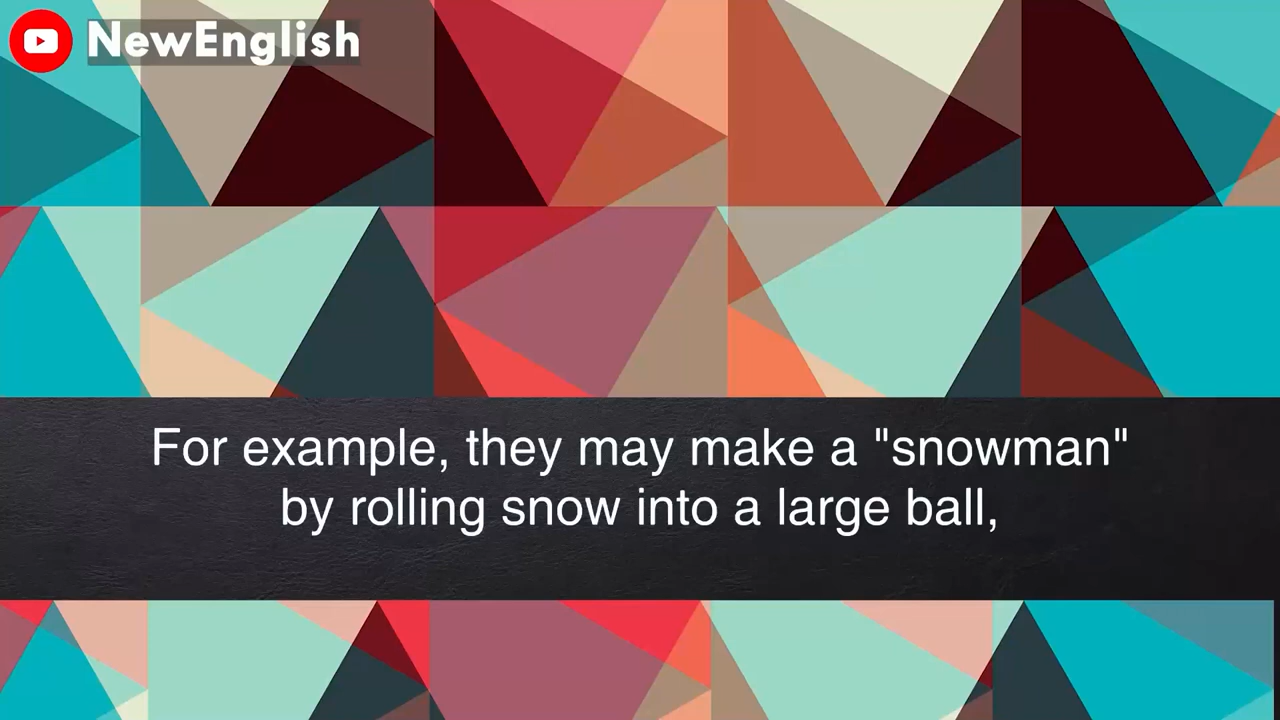 NewEnglish
For example, they may make a "snowman"
by rolling snow into a large ball,